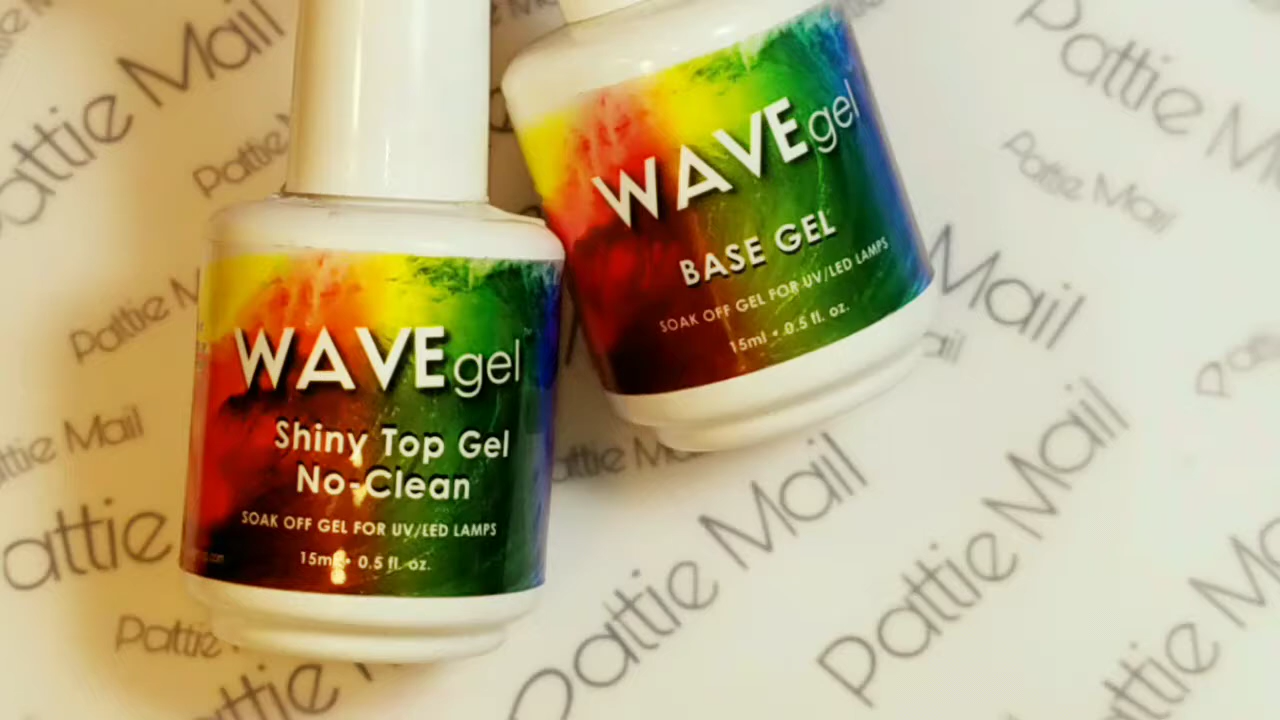 WAVEgel
Shiny Top Gel
No-Clean
SOAK OFF GEL FOR UV/LED LAMPS
15ml • 0.5 fl. oz.
WAVEgel
BASE GEL
SOAK OFF GEL FOR UV/LED LAMPS
15ml • 0.5 fl. oz.
Pattie Mail
Pattie Mail
Pattie Mail
Pattie Mail
Pattie Mail